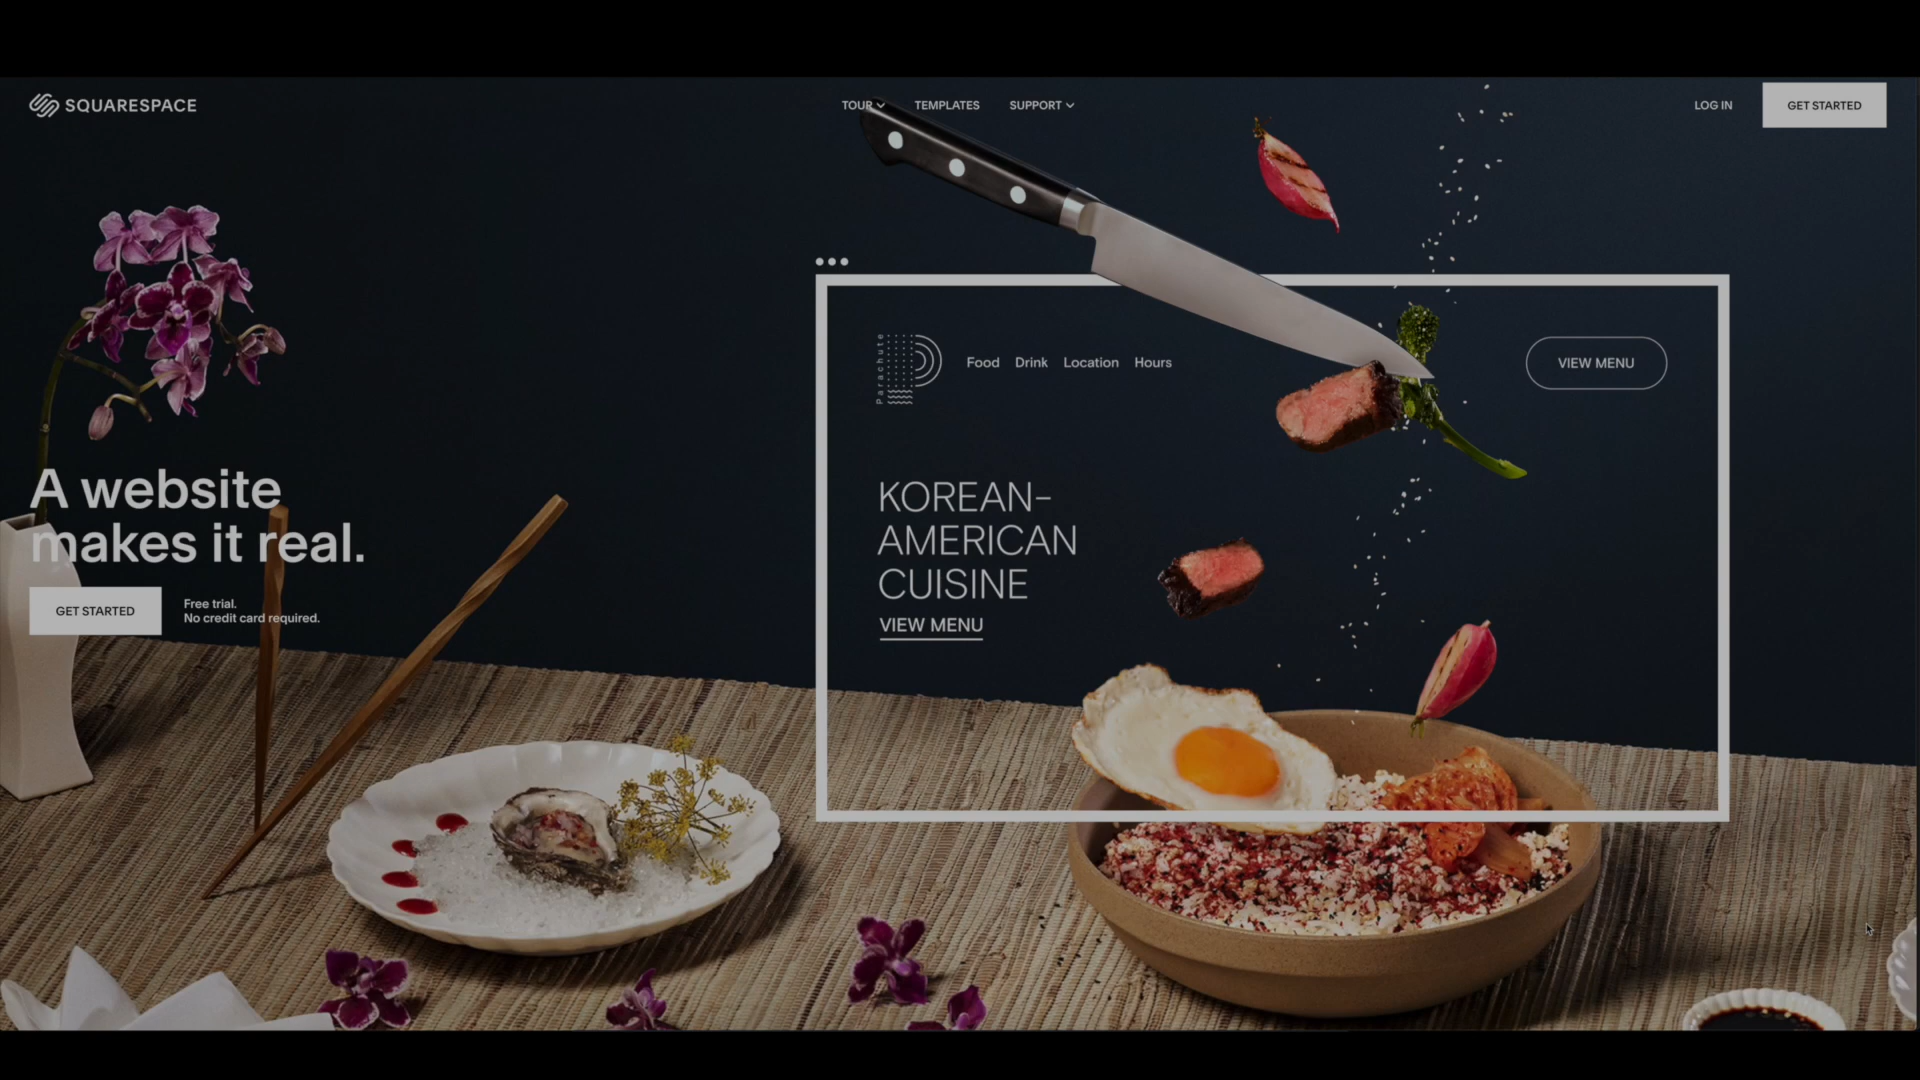 SQUARESPACE
TOUR
TEMPLATES
SUPPORT
LOG IN
GET STARTED
Parachute
Food
Drink
Location
Hours
VIEW MENU
KOREAN-
AMERICAN
CUISINE
VIEW MENU
A website
makes it real.
GET STARTED
Free trial.
No credit card required.